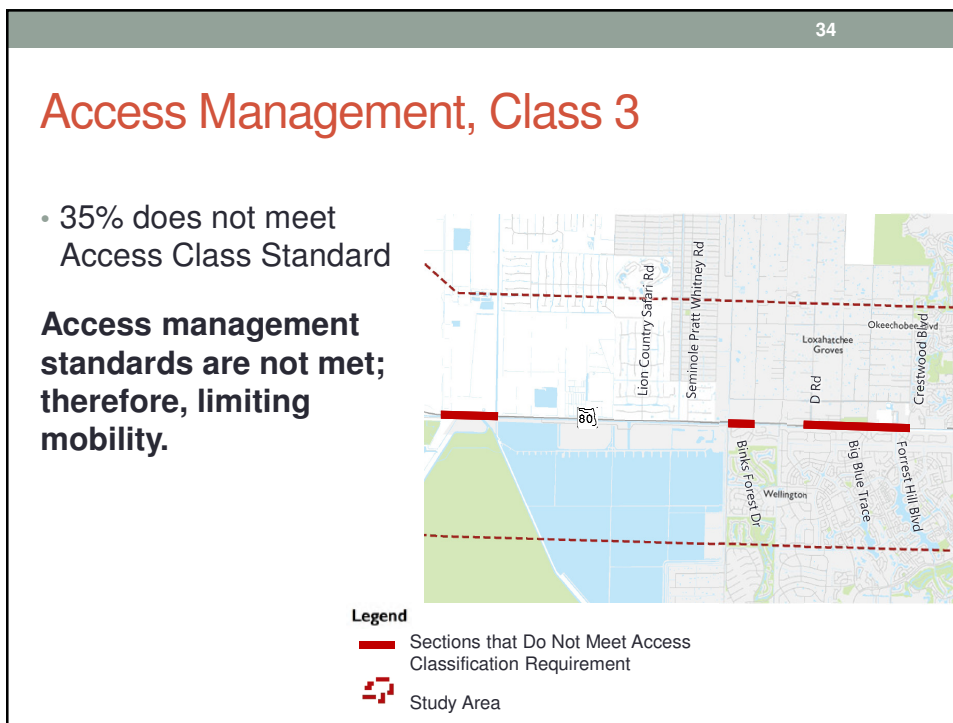 34
Access Management, Class 3
• 35% does not meet
Access Class Standard
Access management
standards are not met;
therefore, limiting
mobility.
Lion Country Safari Rd
Seminole Pratt Whitney Rd
Okeechobee Blvd
Loxahatchee
Groves
D Rd
Crestwood Blvd
80
Binks Forest Dr
Wellington
Big Blue Trace
Forrest Hill Blvd
Legend
Sections that Do Not Meet Access
Classification Requirement
Study Area